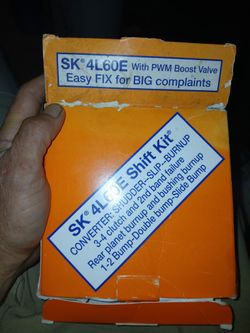 SK® 4L60E With PWM Boost Valve
Easy FIX for BIG complaints
SK® 4L60E Shift Kit®
CONVERTER: SHUDDER--SLIP--BURNUP
3-4 clutch and 2nd band failure
Rear planet burnup and bushing burnup
1-2 Bump-Double bump-Slide Bump